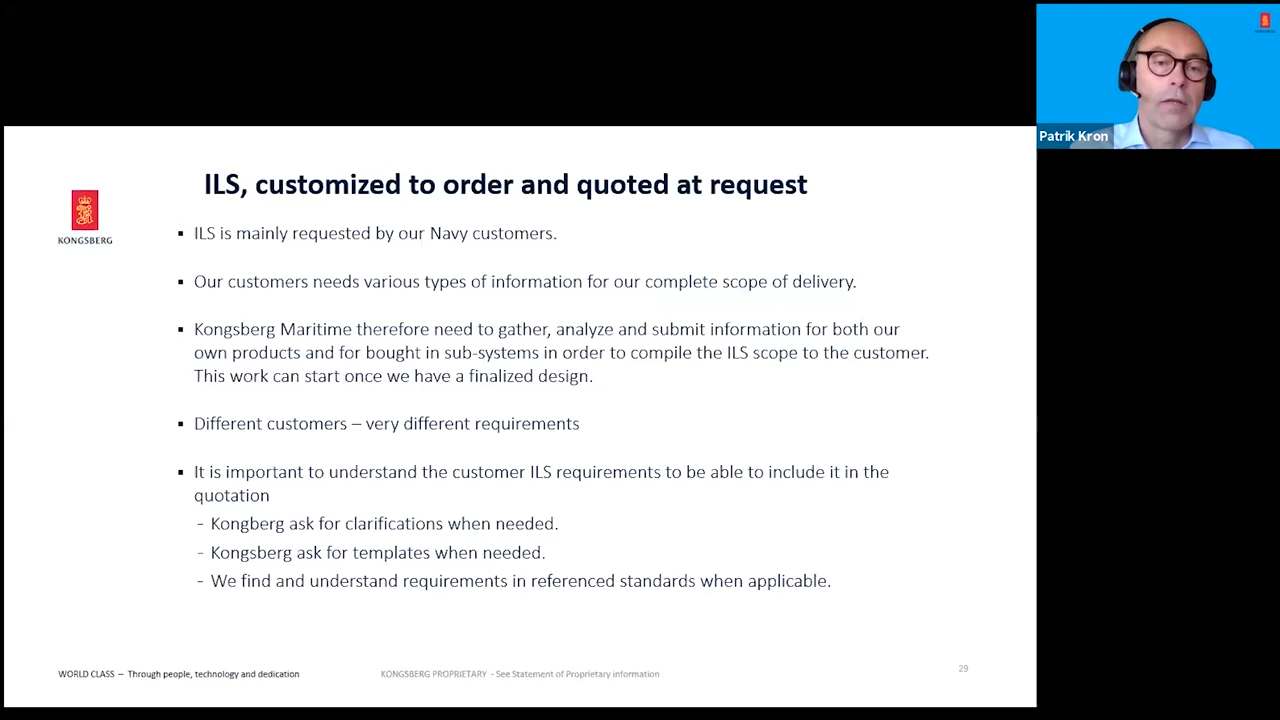 Patrik Kron
KONGSBERG
ILS, customized to order and quoted at request
▪ ILS is mainly requested by our Navy customers.
▪ Our customers needs various types of information for our complete scope of delivery.
▪ Kongsberg Maritime therefore need to gather, analyze and submit information for both our
own products and for bought in sub-systems in order to compile the ILS scope to the customer.
This work can start once we have a finalized design.
▪ Different customers – very different requirements
▪ It is important to understand the customer ILS requirements to be able to include it in the
quotation
- Kongberg ask for clarifications when needed.
- Kongsberg ask for templates when needed.
- We find and understand requirements in referenced standards when applicable.
WORLD CLASS – Through people, technology and dedication
KONGSBERG PROPRIETARY - See Statement of Proprietary information
29